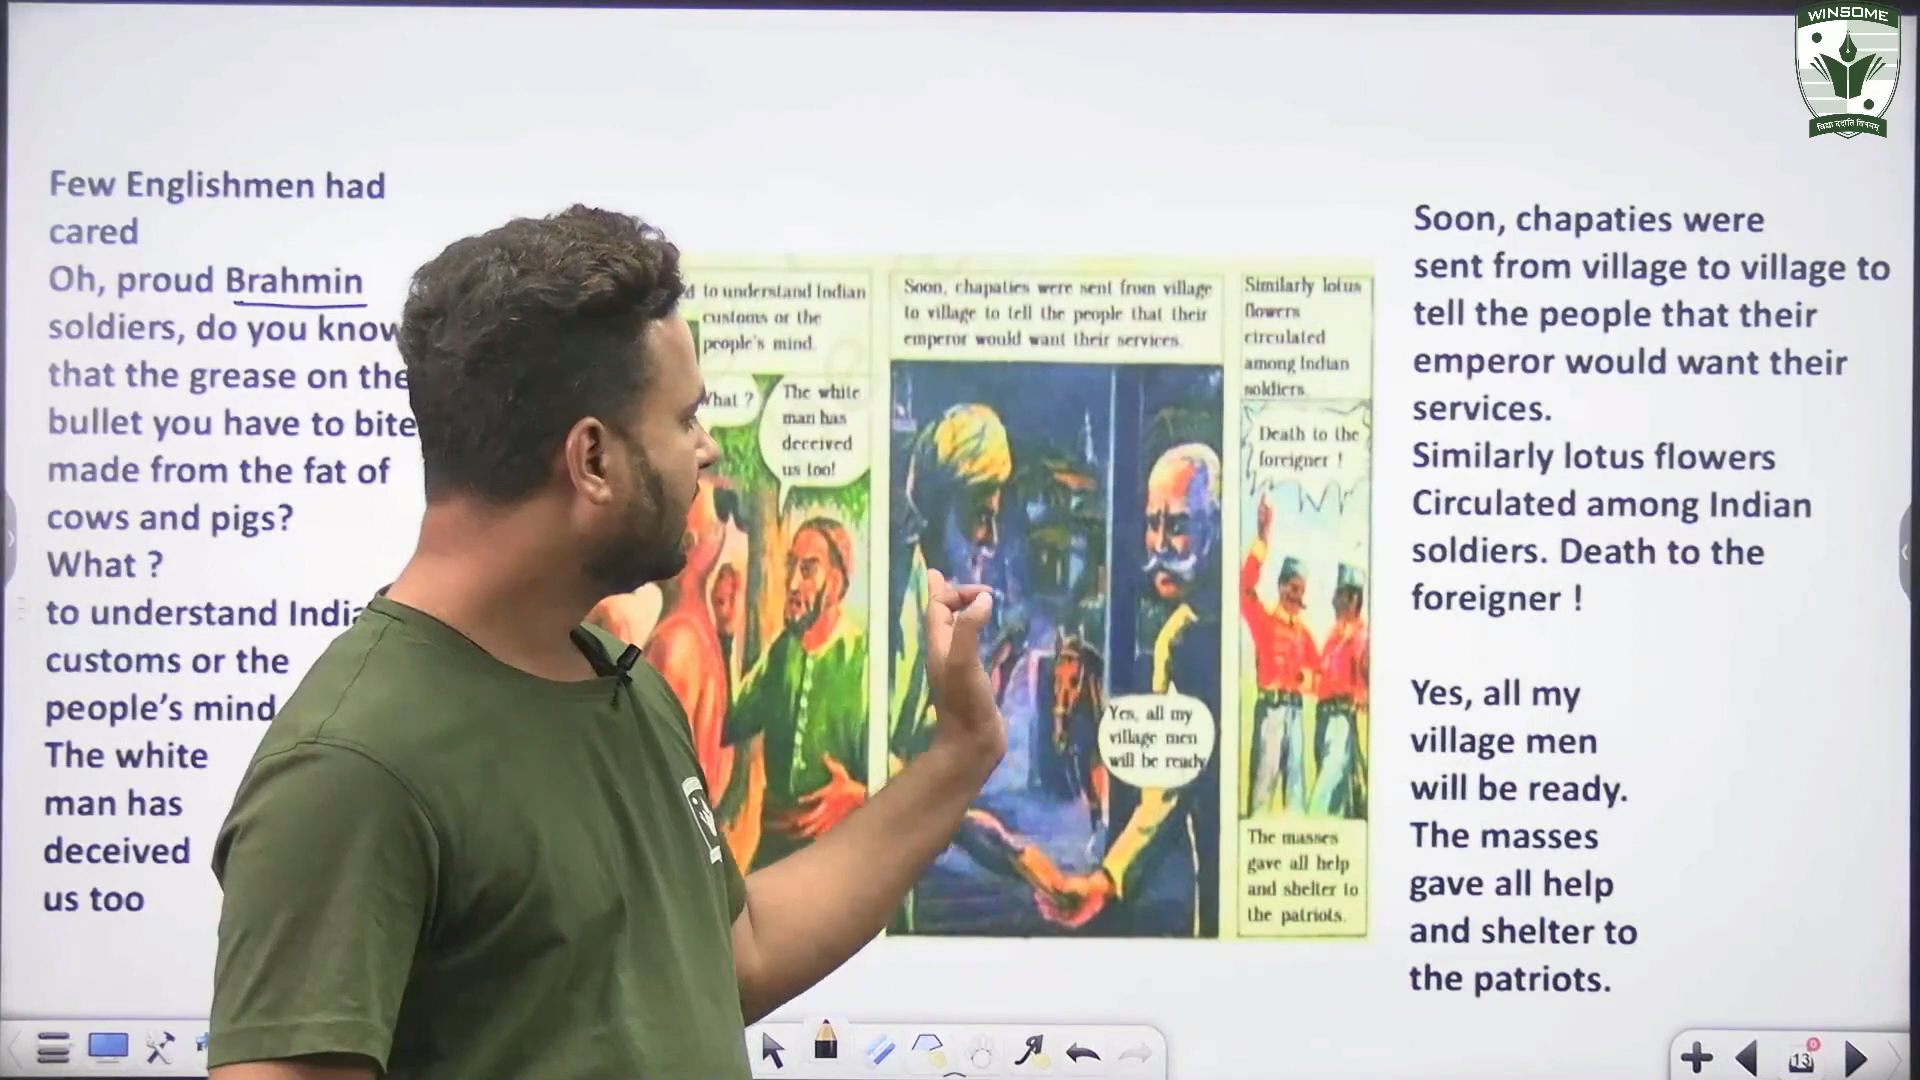 WINSOME
विद्या ददाति विनयम्
Few Englishmen had
cared
Oh, proud Brahmin
soldiers, do you know
that the grease on the
bullet you have to bite
made from the fat of
cows and pigs?
What ?
to understand India
customs or the
people's mind
The white
man has
deceived
us too
to understand Indian
customs or the
people's mind.
What ?
The white
man has
deceived
us too!
Soon, chapaties were sent from village
to village to tell the people that their
emperor would want their services.
Yes, all my
village men
will be ready
Similarly lotus
flowers
circulated
among Indian
soldiers.
Death to the
foreigner !
The masses
gave all help
and shelter to
the patriots.
Soon, chapaties were
sent from village to village to
tell the people that their
emperor would want their
services.
Similarly lotus flowers
Circulated among Indian
soldiers. Death to the
foreigner !
Yes, all my
village men
will be ready.
The masses
gave all help
and shelter to
the patriots.
13
0